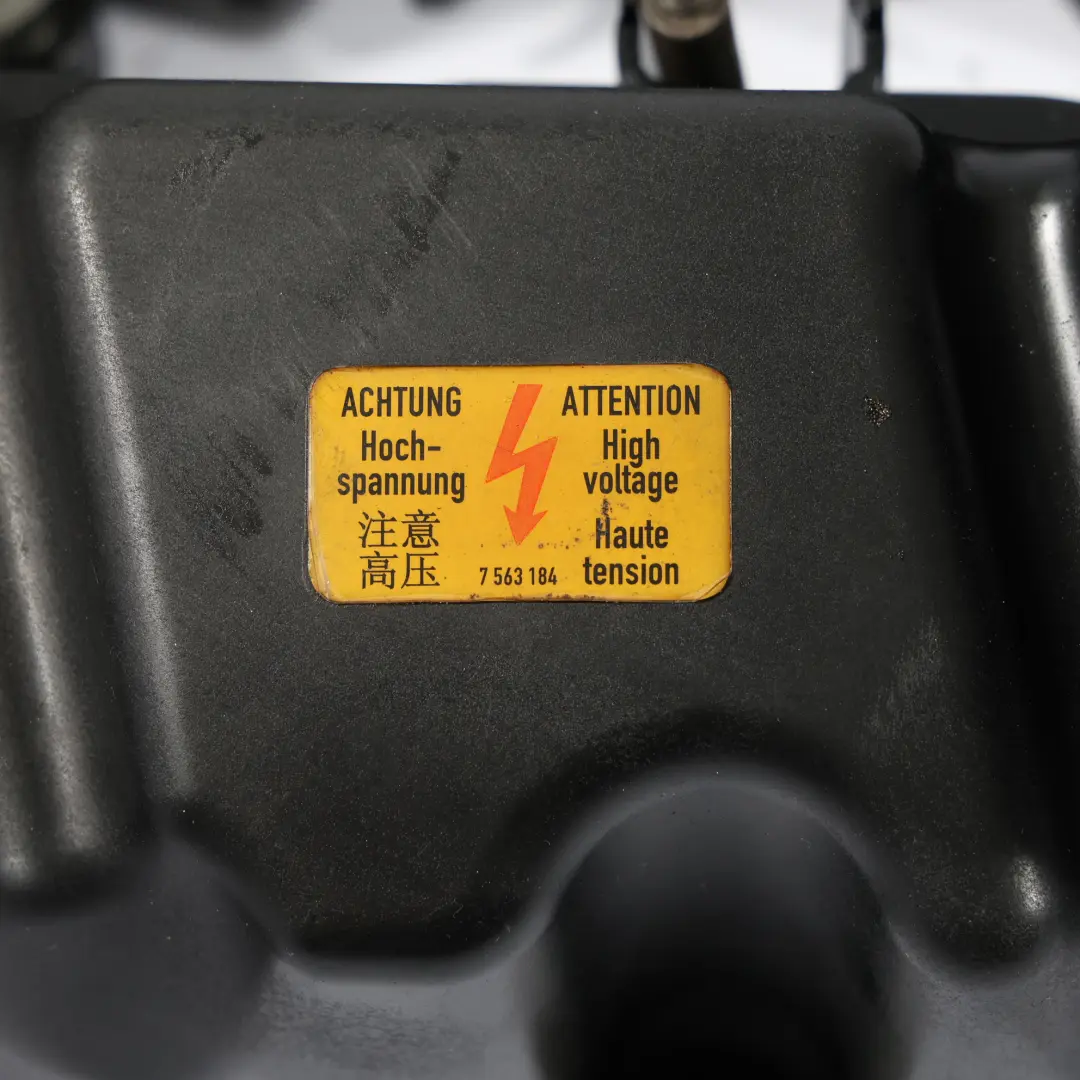 ACHTUNG
Hoch-
spannung
注意
高压
7 563 184
ATTENTION
High
voltage
Haute
tension